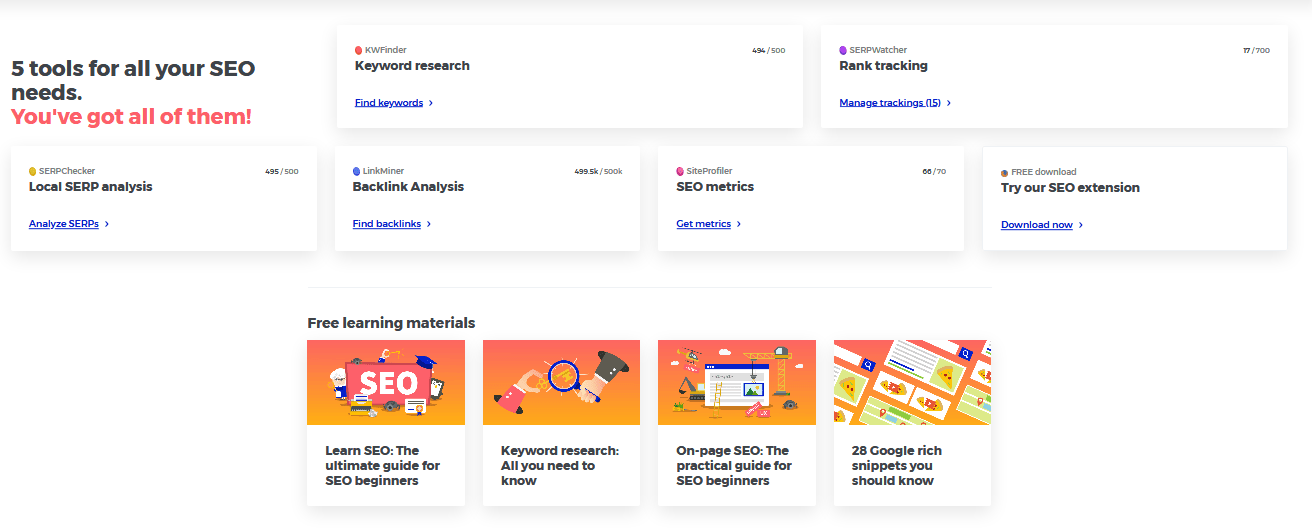 5 tools for all your SEO
needs.
You've got all of them!
KWFinder
494 / 500
Keyword research
Find keywords
SERPWatcher
17 / 700
Rank tracking
Manage trackings (15)
SERPChecker
495 / 500
Local SERP analysis
Analyze SERPs
LinkMiner
499.5k / 500k
Backlink Analysis
Find backlinks
SiteProfiler
66 / 70
SEO metrics
Get metrics
FREE download
Try our SEO extension
Download now
Free learning materials
SEO
UX
Learn SEO: The
ultimate guide for
SEO beginners
Keyword research:
All you need to
know
On-page SEO: The
practical guide for
SEO beginners
28 Google rich
snippets you
should know